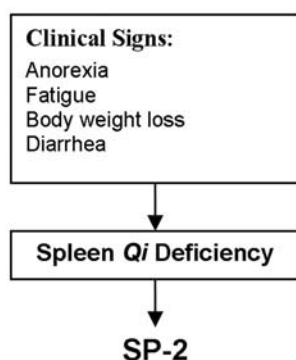 Clinical Signs:
Anorexia
Fatigue
Body weight loss
Diarrhea
Spleen Qi Deficiency
SP-2